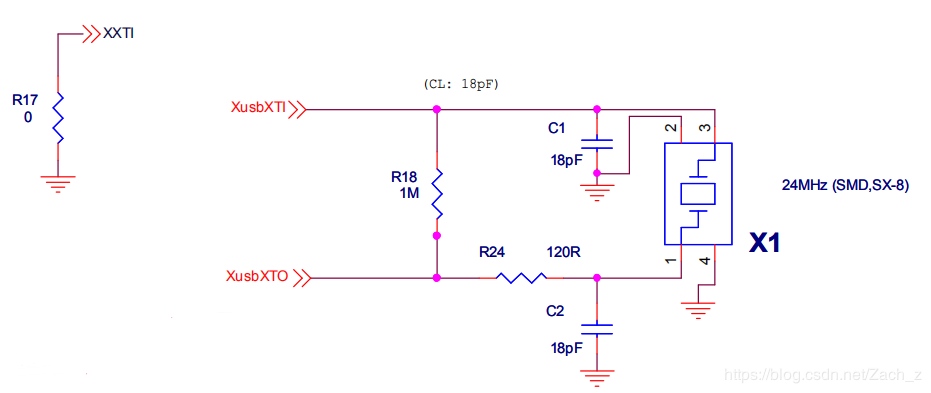 XXTI
R17
0
(CL: 18pF)
XusbXTI
C1
18pF
2
3
R18
1M
24MHz (SMD,SX-8)
X1
R24
120R
1
4
XusbXTO
C2
18pF
https://blog.csdn.net/Zach_z